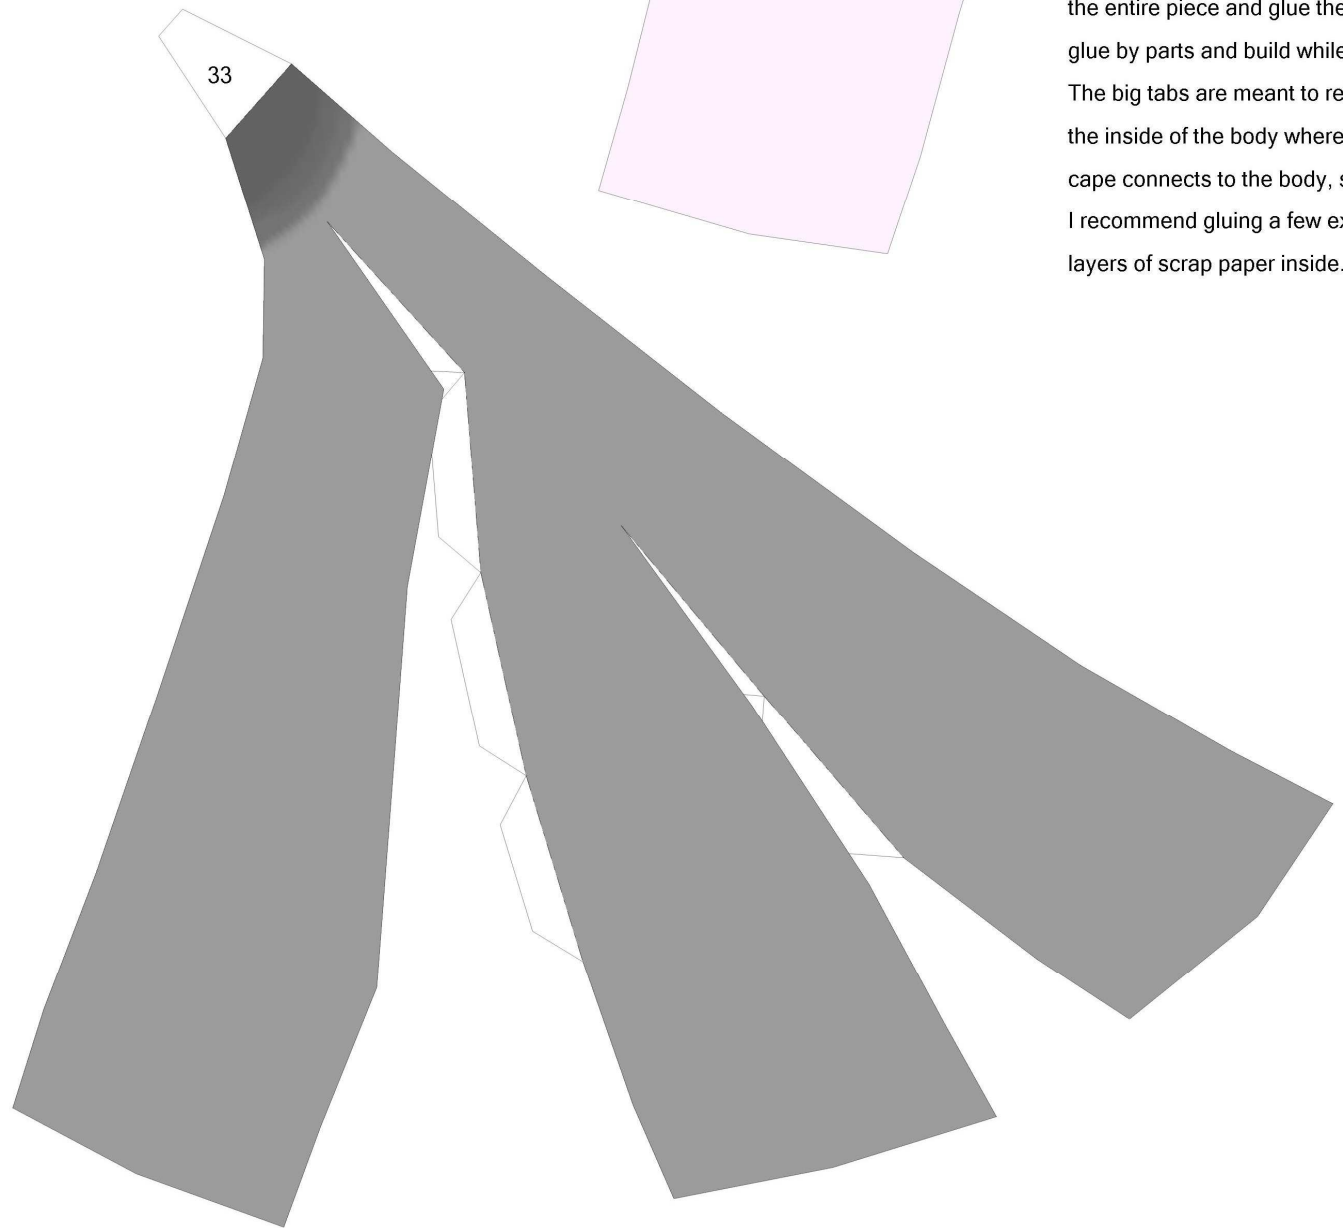 the entire piece and glue the
glue by parts and build while
The big tabs are meant to re
the inside of the body where
cape connects to the body, s
I recommend gluing a few ex
layers of scrap paper inside.
33